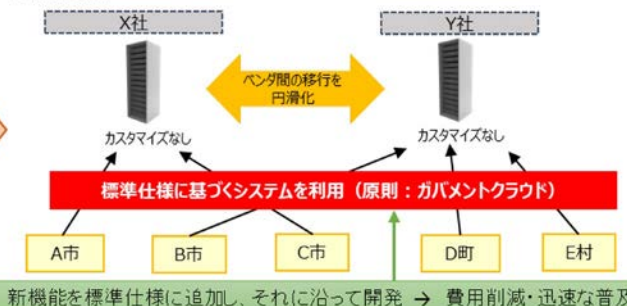 X社
Y社
ベンダ間の移行を
円滑化
カスタマイズなし
カスタマイズなし
標準仕様に基づくシステムを利用（原則：ガバメントクラウド）
A市
B市
C市
D町
E村
新機能を標準仕様に追加し、それに沿って開発 → 費用削減・迅速な普及